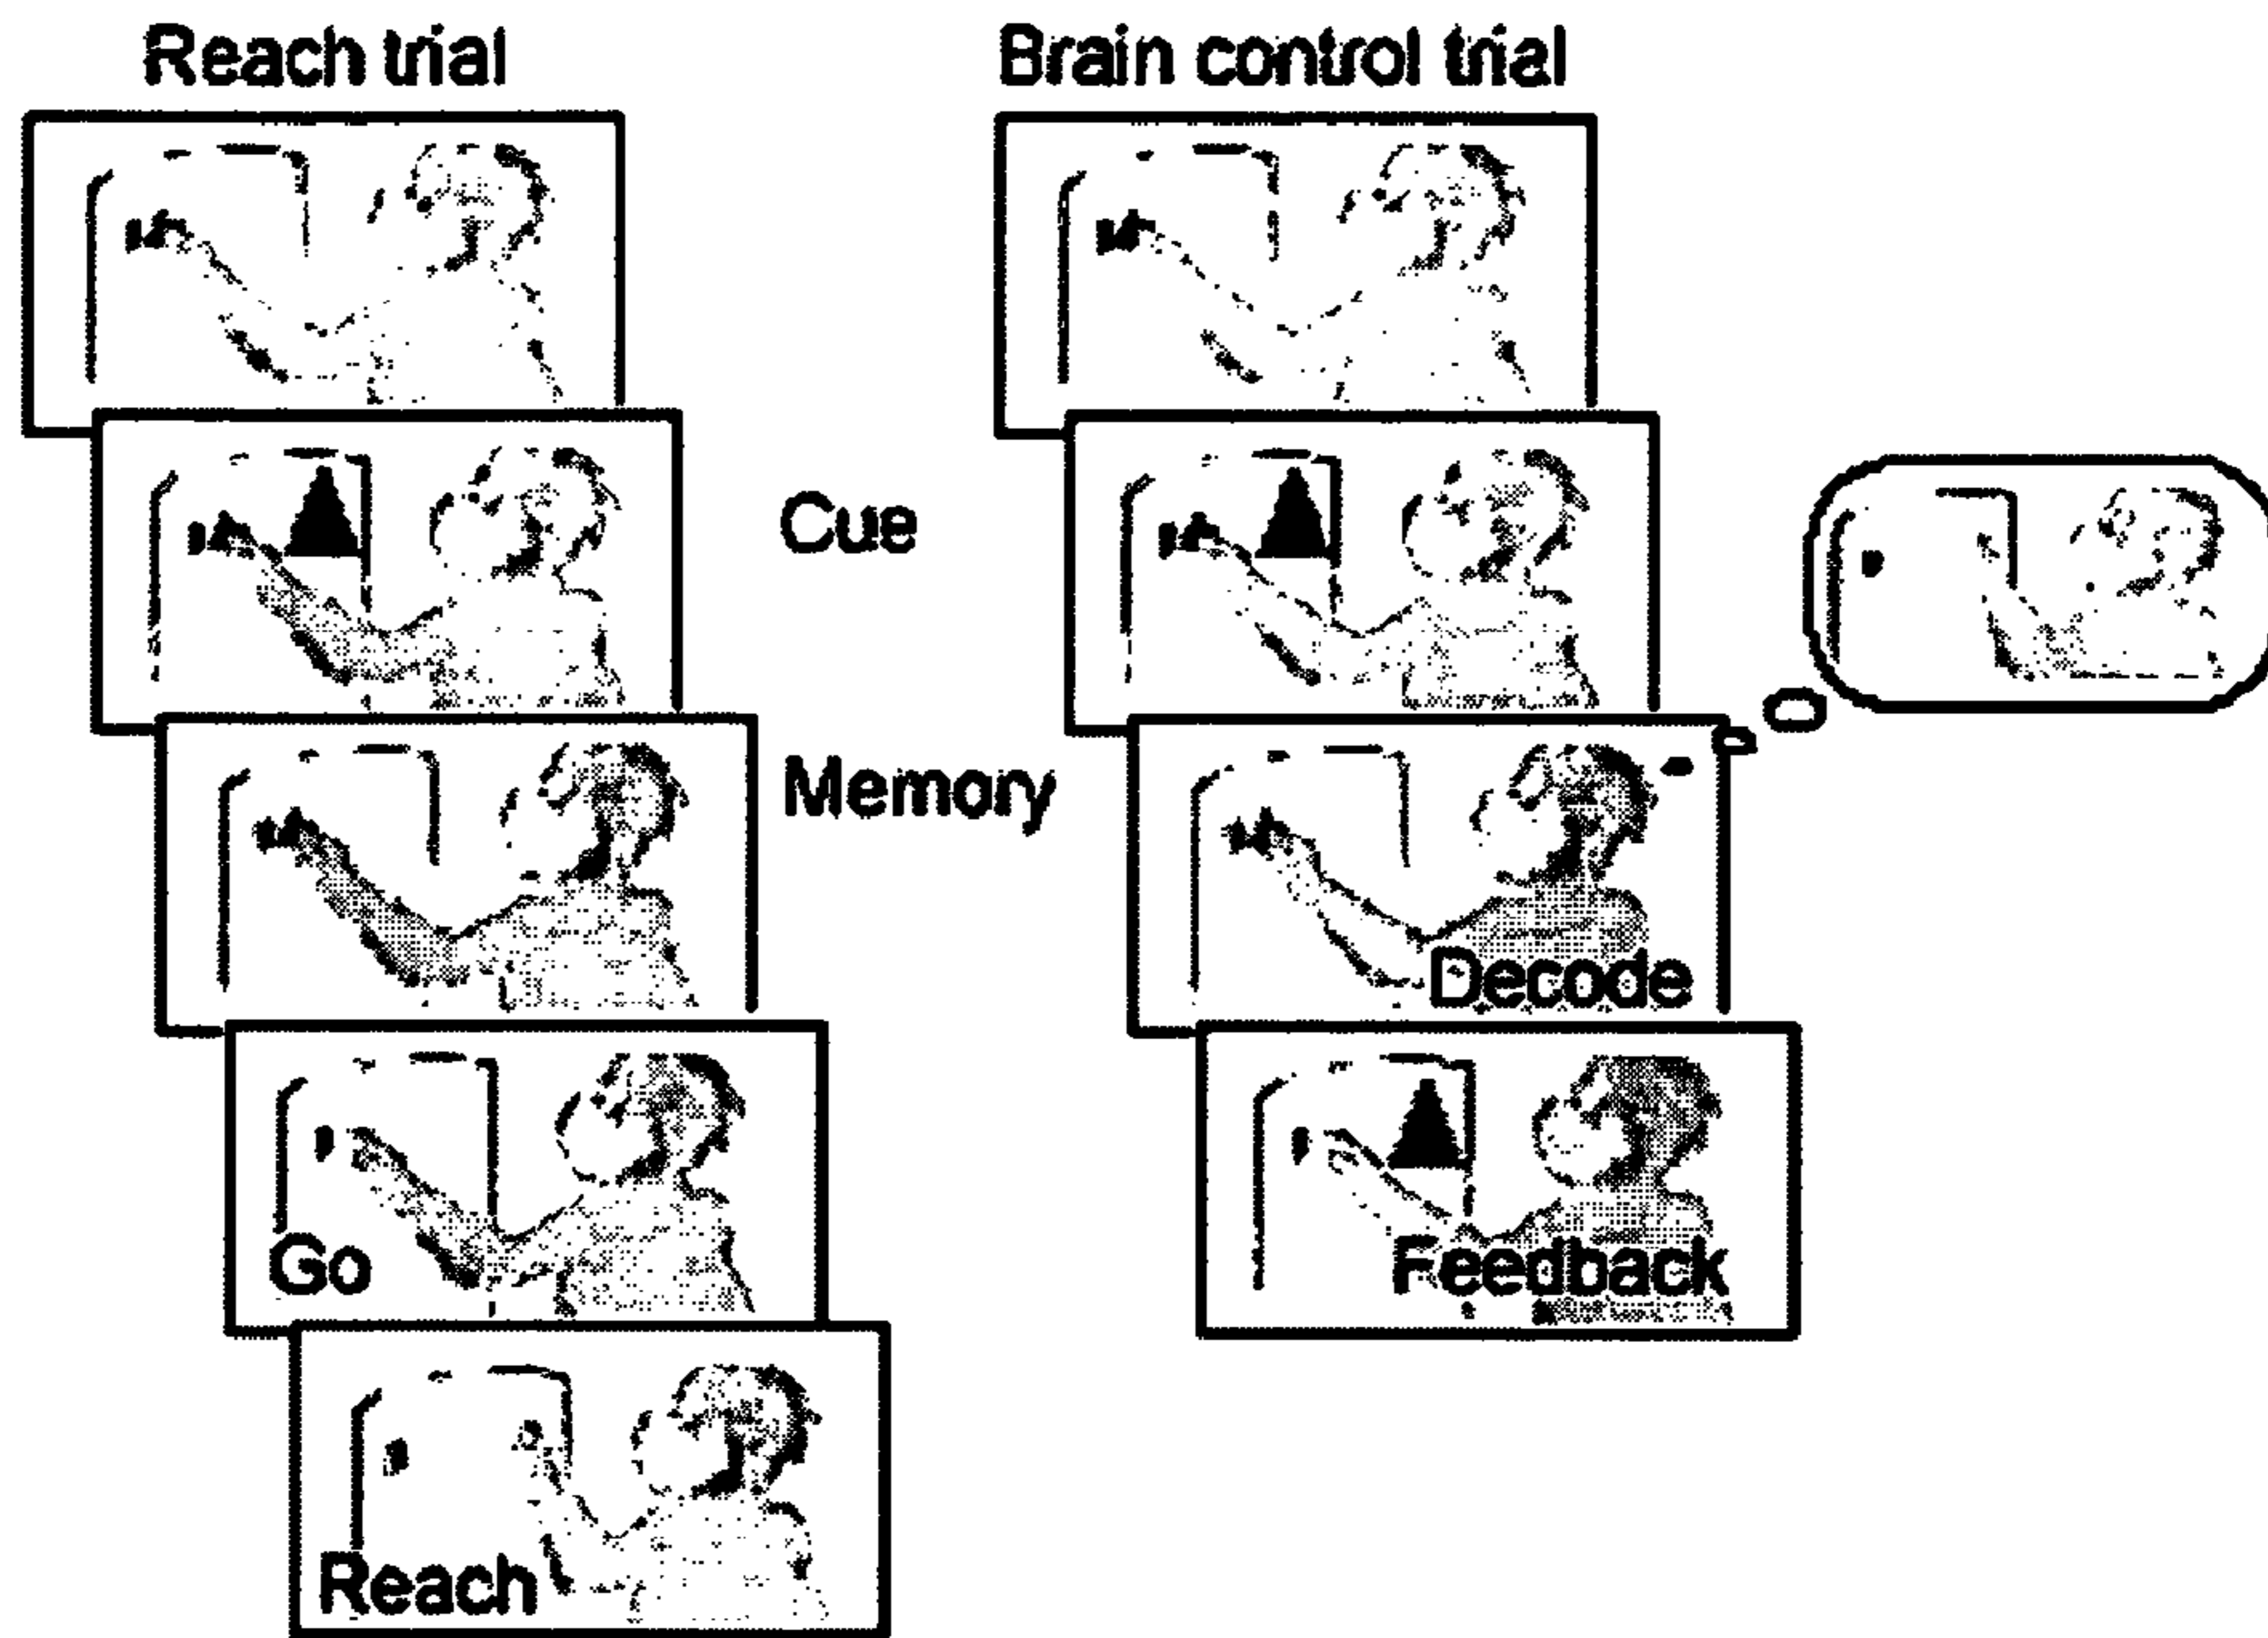 Reach trial
Brain control trial
Cue
Memory
Decode
Go
Feedback
Reach